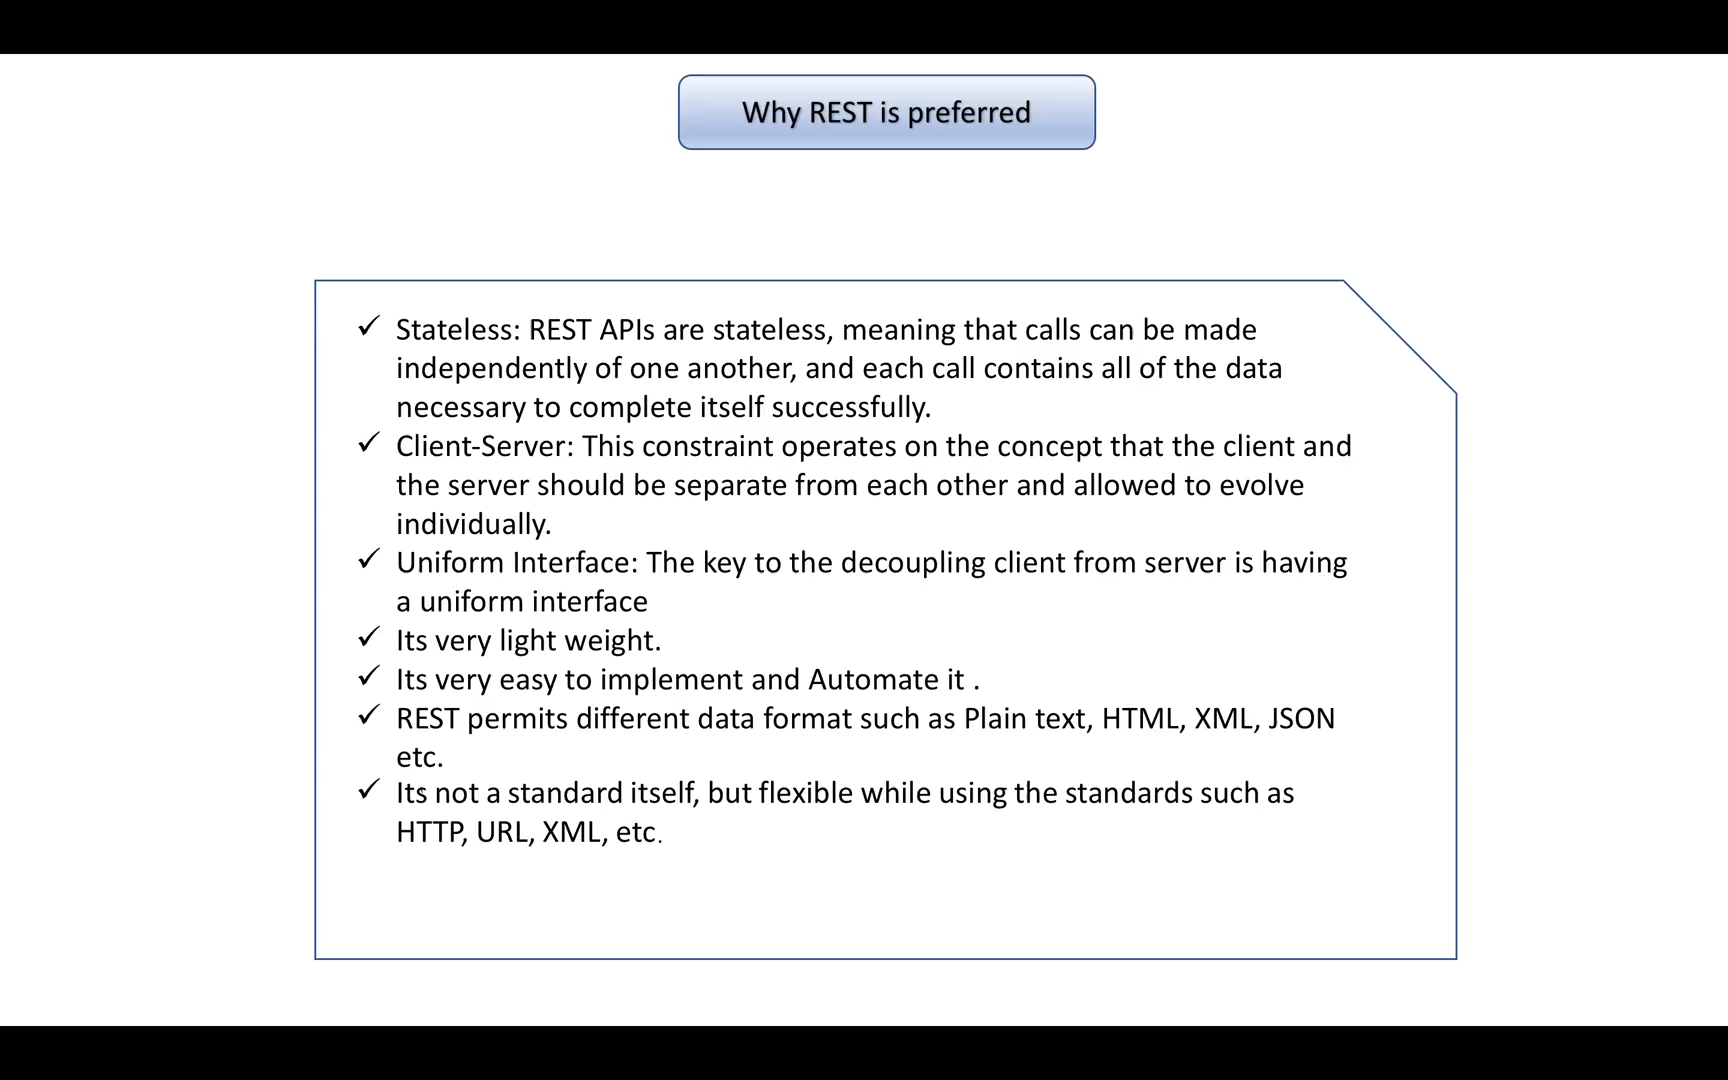 Why REST is preferred
✓ Stateless: REST APIs are stateless, meaning that calls can be made
independently of one another, and each call contains all of the data
necessary to complete itself successfully.
✓ Client-Server: This constraint operates on the concept that the client and
the server should be separate from each other and allowed to evolve
individually.
✓ Uniform Interface: The key to the decoupling client from server is having
a uniform interface
✓ Its very light weight.
✓ Its very easy to implement and Automate it .
✓ REST permits different data format such as Plain text, HTML, XML, JSON
etc.
✓ Its not a standard itself, but flexible while using the standards such as
HTTP, URL, XML, etc.